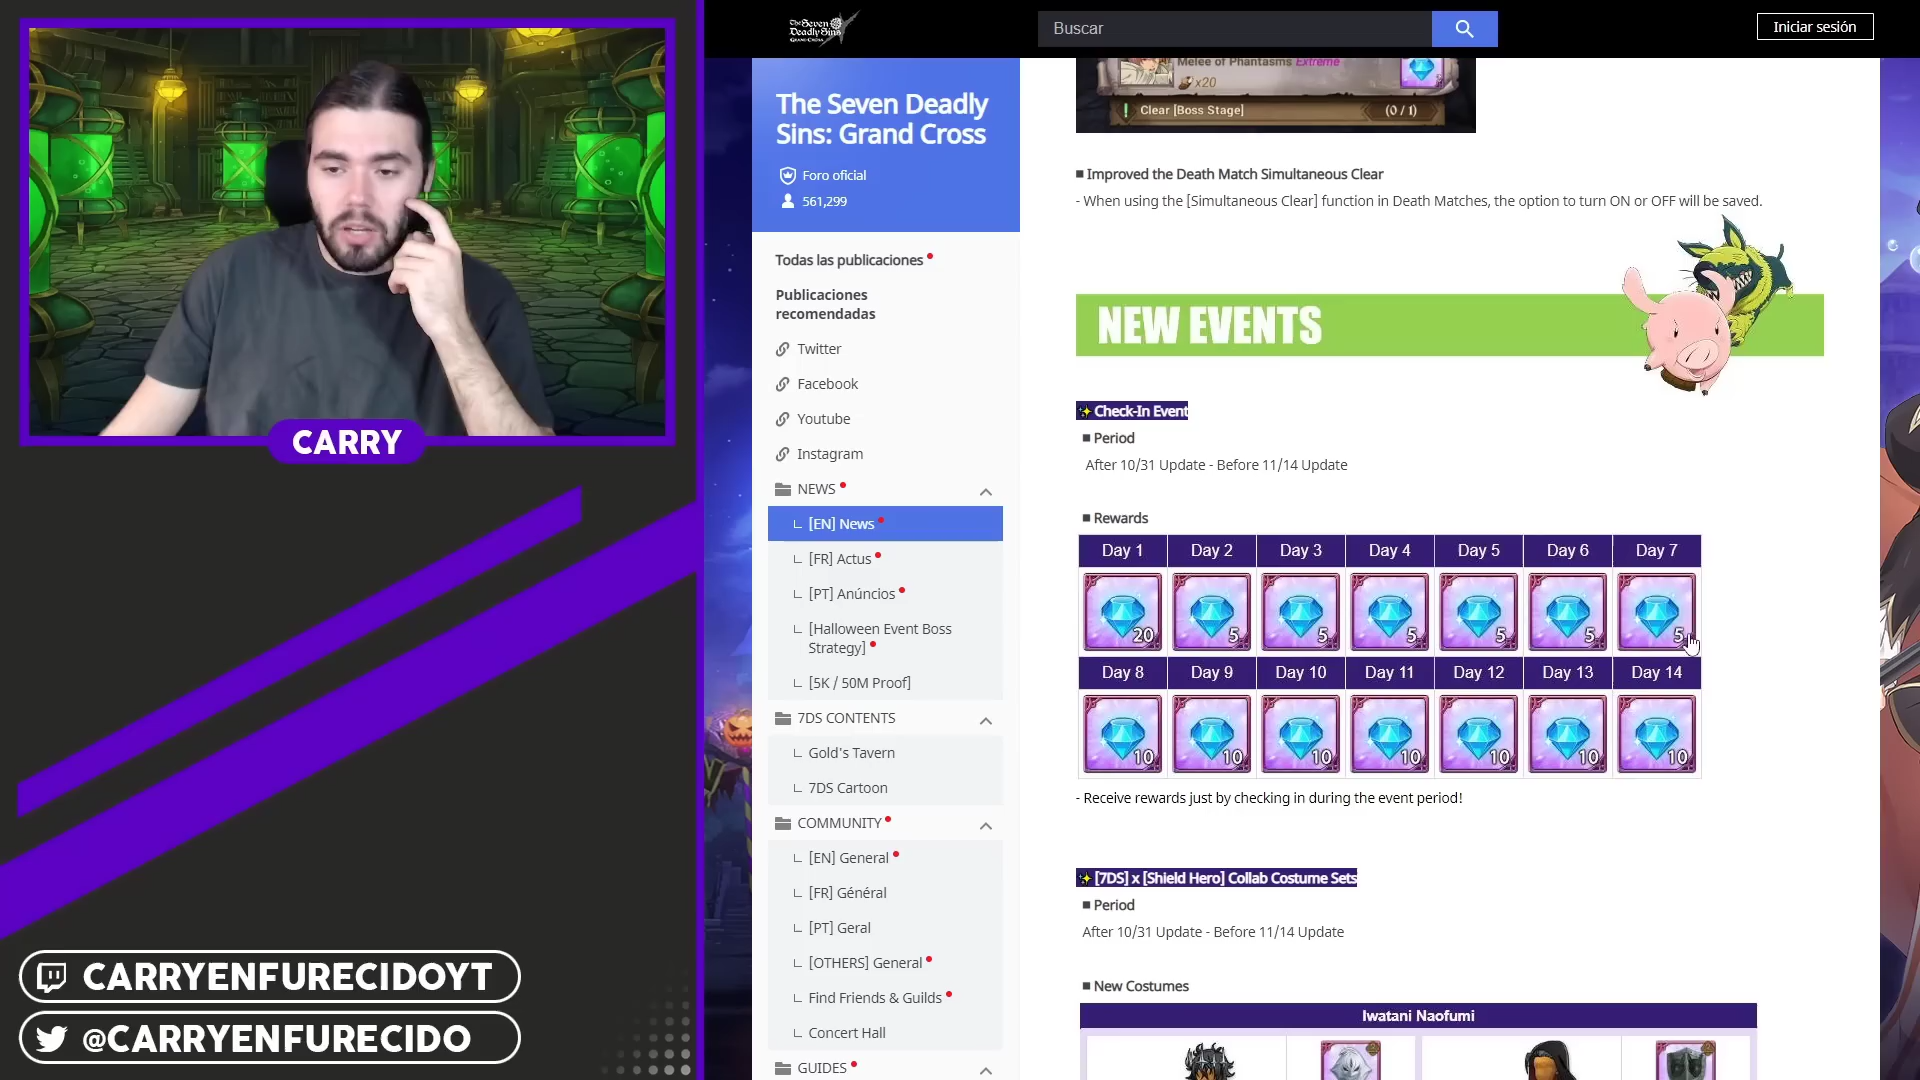 CARRY
CARRYENFURECIDOYT
@CARRYENFURECIDO
The Seven Deadly Sins
GRAND CROSS
Buscar
Iniciar sesión
The Seven Deadly
Sins: Grand Cross
Foro oficial
561,299
Todas las publicaciones
Publicaciones
recomendadas
Twitter
Facebook
Youtube
Instagram
NEWS
[EN] News
[FR] Actus
[PT] Anúncios
[Halloween Event Boss
Strategy]
[5K / 50M Proof]
7DS CONTENTS
Gold's Tavern
7DS Cartoon
COMMUNITY
[EN] General
[FR] Général
[PT] Geral
[OTHERS] General
Find Friends & Guilds
Concert Hall
GUIDES
Melee of Phantasms Extreme
x20
Clear [Boss Stage] (0 / 1)
■ Improved the Death Match Simultaneous Clear
- When using the [Simultaneous Clear] function in Death Matches, the option to turn ON or OFF will be saved.
NEW EVENTS
✨ Check-In Event
■ Period
After 10/31 Update - Before 11/14 Update
■ Rewards
Day 1 Day 2 Day 3 Day 4 Day 5 Day 6 Day 7
20 5 5 5 5 5 5
Day 8 Day 9 Day 10 Day 11 Day 12 Day 13 Day 14
10 10 10 10 10 10 10
- Receive rewards just by checking in during the event period!
✨ [7DS] x [Shield Hero] Collab Costume Sets
■ Period
After 10/31 Update - Before 11/14 Update
■ New Costumes
Iwatani Naofumi